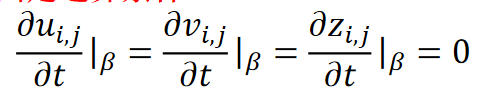 ∂u_{i,j}/∂t |_β = ∂v_{i,j}/∂t |_β = ∂z_{i,j}/∂t |_β = 0